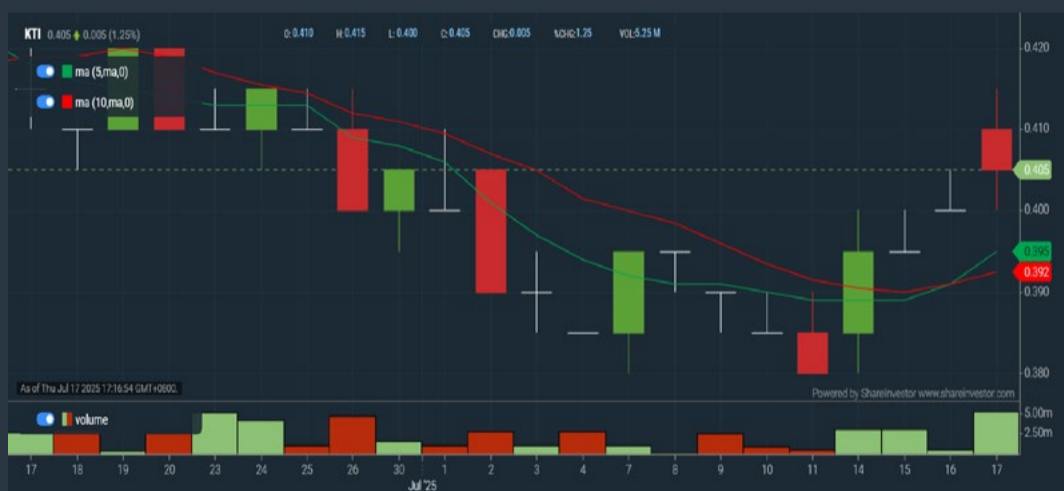 KTI 0.405 0.005 (1.25%) O: 0.410 H: 0.415 L: 0.400 C: 0.405 CHG:0.005 %CHG:1.25 VOL:5.25 M
0.420
ma (5,ma,0)
ma (10,ma,0)
0.410
0.405
0.400
0.395
0.392
0.390
0.380
As of Thu Jul 17 2025 17:16:54 GMT+0800.
Powered by ShareInvestor www.shareinvestor.com
volume
5.00m
2.50m
17 18 19 20 23 24 25 26 30 1 2 3 4 7 8 9 10 11 14 15 16 17
Jul '25